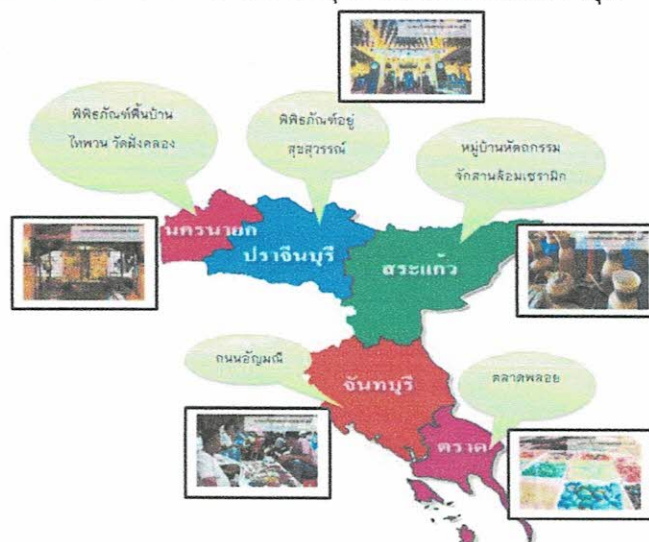 พิพิธภัณฑ์พื้นบ้าน
ไทพวน วัดฝั่งคลอง
พิพิธภัณฑ์อยู่
สุขสุวรรณ์
หมู่บ้านหัตถกรรม
จักสานล้อมเซรามิก
นครนายก
ปราจีนบุรี
สระแก้ว
ถนนอัญมณี
จันทบุรี
ตลาดพลอย
ตราด